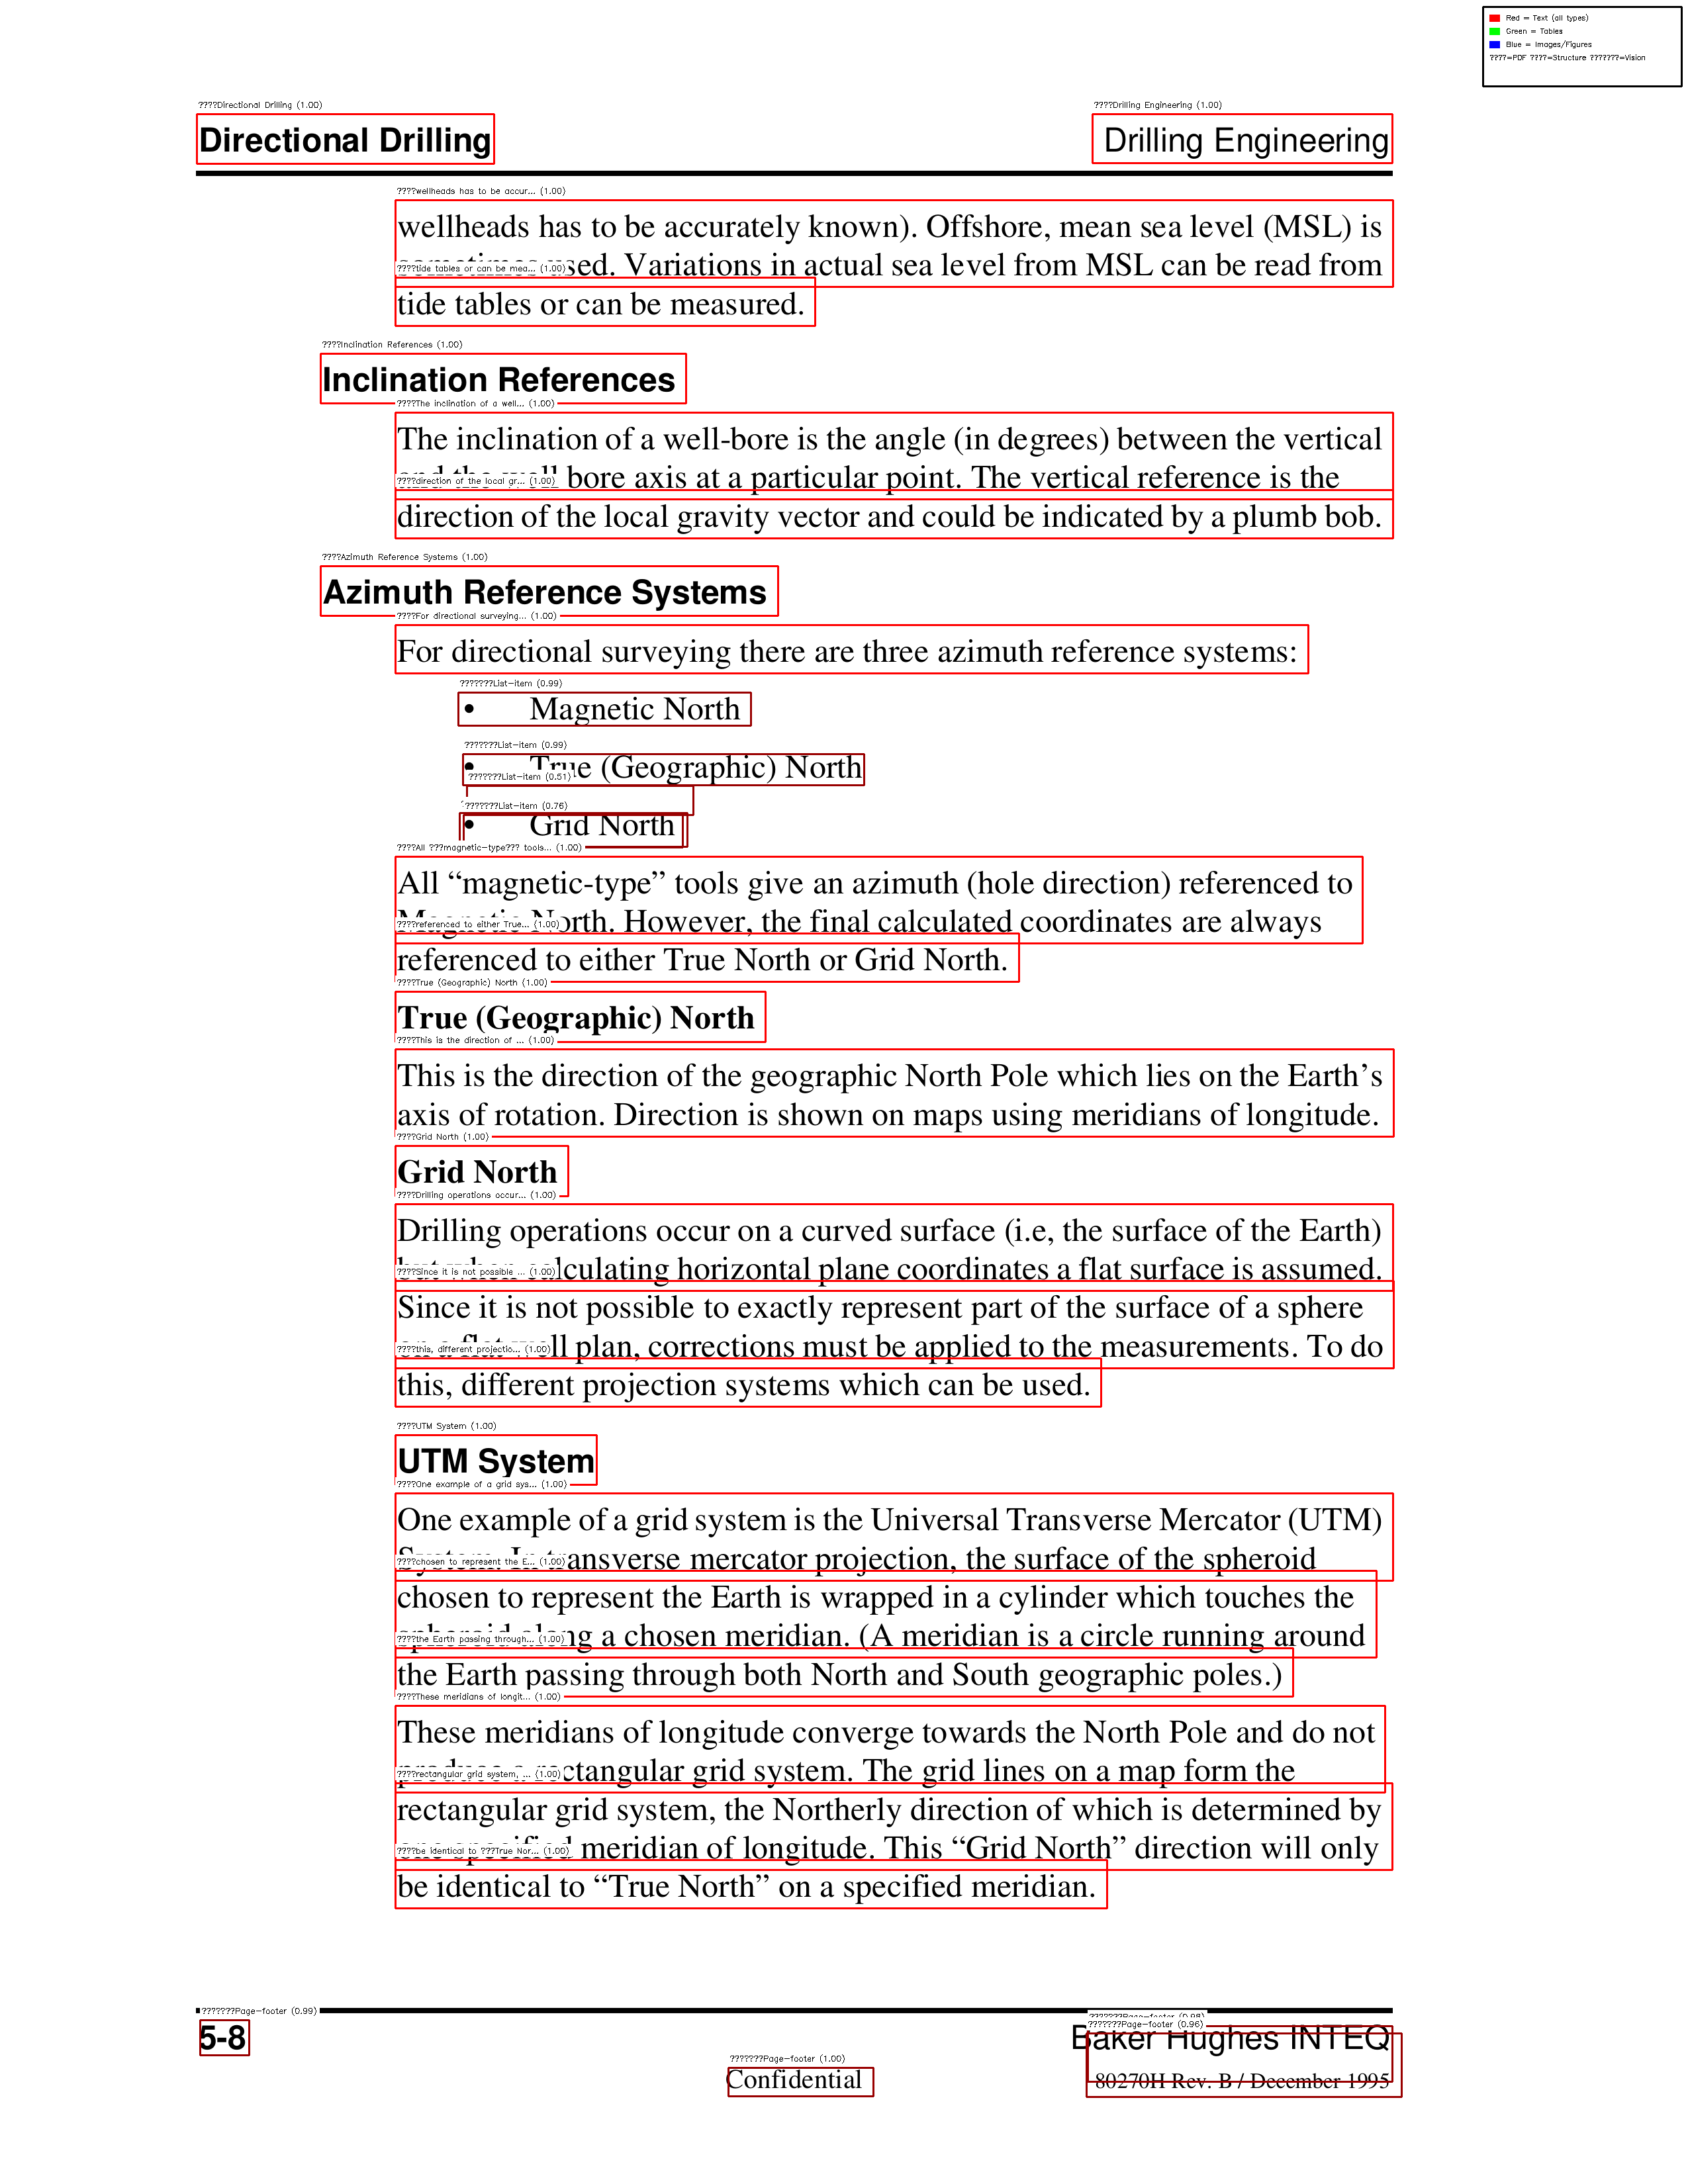 Red = Text (all types)
Green = Tables
Blue = Images/Figures
????=PDF ????=Structure ???????=Vision
????Directional Drilling (1.00)
????Drilling Engineering (1.00)
Directional Drilling
Drilling Engineering
????wellheads has to be accur... (1.00)
wellheads has to be accurately known). Offshore, mean sea level (MSL) is
sometimes used. Variations in actual sea level from MSL can be read from
????tide tables or can be mea... (1.00)
tide tables or can be measured.
????Inclination References (1.00)
Inclination References
????The inclination of a well... (1.00)
The inclination of a well-bore is the angle (in degrees) between the vertical
and the well bore axis at a particular point. The vertical reference is the
????direction of the local gr... (1.00)
direction of the local gravity vector and could be indicated by a plumb bob.
????Azimuth Reference Systems (1.00)
Azimuth Reference Systems
????For directional surveying... (1.00)
For directional surveying there are three azimuth reference systems:
???????List-item (0.99)
• Magnetic North
???????List-item (0.99)
• True (Geographic) North
???????List-item (0.51)
???????List-item (0.76)
• Grid North
????All ???magnetic-type??? tools... (1.00)
All “magnetic-type” tools give an azimuth (hole direction) referenced to
Magnetic North. However, the final calculated coordinates are always
????referenced to either True... (1.00)
referenced to either True North or Grid North.
????True (Geographic) North (1.00)
True (Geographic) North
????This is the direction of ... (1.00)
This is the direction of the geographic North Pole which lies on the Earth’s
axis of rotation. Direction is shown on maps using meridians of longitude.
????Grid North (1.00)
Grid North
????Drilling operations occur... (1.00)
Drilling operations occur on a curved surface (i.e, the surface of the Earth)
but when calculating horizontal plane coordinates a flat surface is assumed.
????Since it is not possible ... (1.00)
Since it is not possible to exactly represent part of the surface of a sphere
on a flat well plan, corrections must be applied to the measurements. To do
????this, different projectio... (1.00)
this, different projection systems which can be used.
????UTM System (1.00)
UTM System
????One example of a grid sys... (1.00)
One example of a grid system is the Universal Transverse Mercator (UTM)
System. In transverse mercator projection, the surface of the spheroid
????chosen to represent the E... (1.00)
chosen to represent the Earth is wrapped in a cylinder which touches the
spheroid along a chosen meridian. (A meridian is a circle running around
????the Earth passing through... (1.00)
the Earth passing through both North and South geographic poles.)
????These meridians of longit... (1.00)
These meridians of longitude converge towards the North Pole and do not
produce a rectangular grid system. The grid lines on a map form the
????rectangular grid system, ... (1.00)
rectangular grid system, the Northerly direction of which is determined by
one specified meridian of longitude. This “Grid North” direction will only
????be identical to ???True Nor... (1.00)
be identical to “True North” on a specified meridian.
???????Page-footer (0.99)
???????Page-footer (0.98)
???????Page-footer (0.96)
5-8
Baker Hughes INTEQ
???????Page-footer (1.00)
Confidential
80270H Rev. B / December 1995